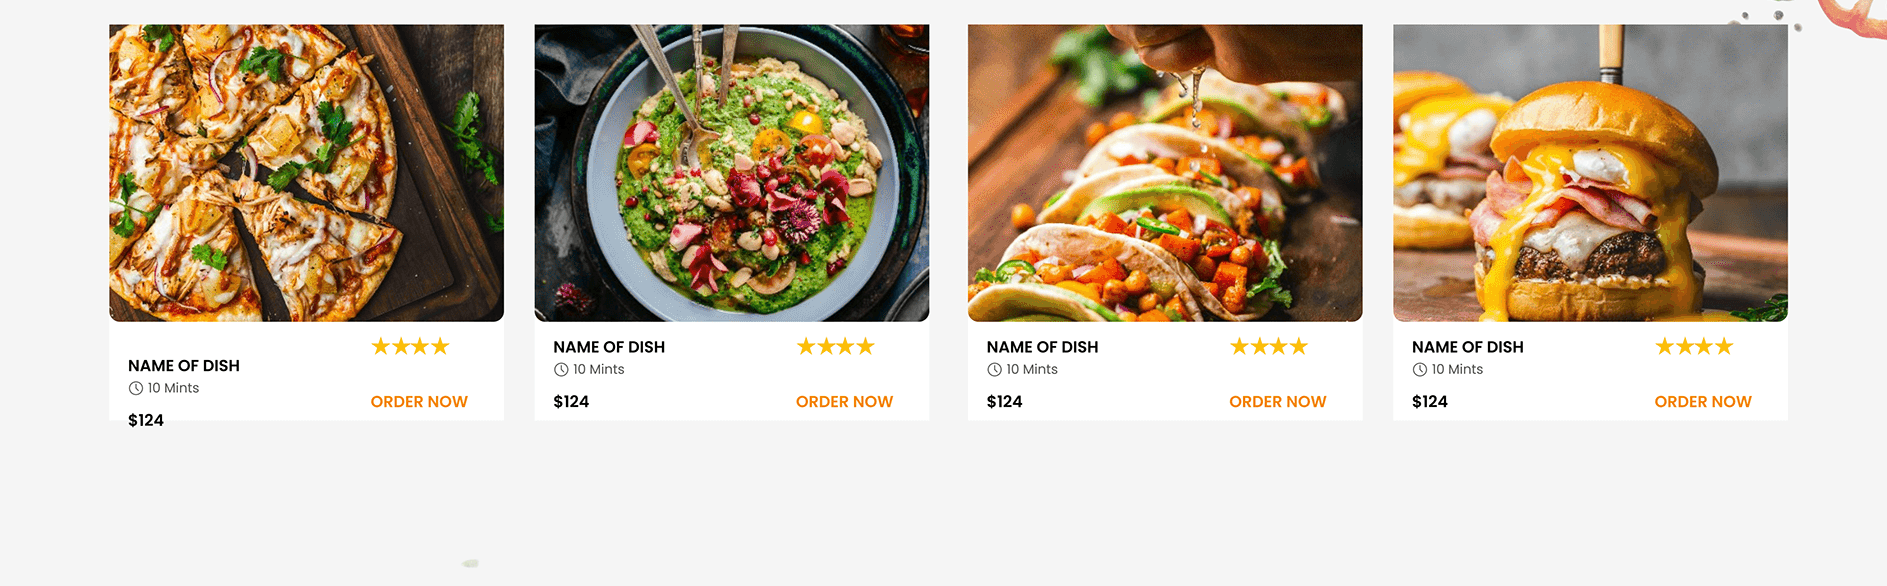 ★★★★
NAME OF DISH
10 Mints
ORDER NOW
$124
NAME OF DISH ★★★★
10 Mints
$124 ORDER NOW
NAME OF DISH ★★★★
10 Mints
$124 ORDER NOW
NAME OF DISH ★★★★
10 Mints
$124 ORDER NOW